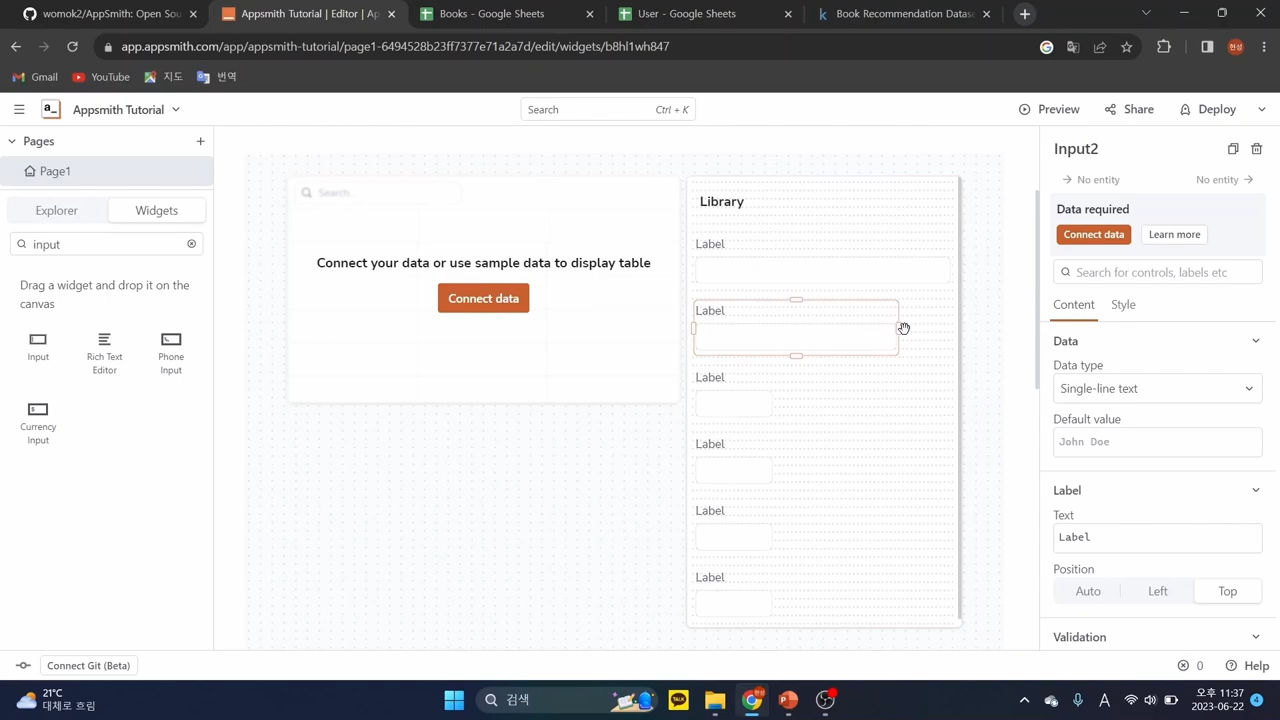 womok2/AppSmith: Open Sou
Appsmith Tutorial | Editor | Ap
Books - Google Sheets
User - Google Sheets
Book Recommendation Datase
app.appsmith.com/app/appsmith-tutorial/page1-6494528b23ff7377e71a2a7d/edit/widgets/b8hl1wh847
현성
Gmail
YouTube
지도
번역
a_
Appsmith Tutorial
Search
Ctrl + K
Preview
Share
Deploy
Pages
Page1
Explorer
Widgets
input
Drag a widget and drop it on the
canvas
Input
Rich Text
Editor
Phone
Input
Currency
Input
Search...
Connect your data or use sample data to display table
Connect data
Library
Label
Label
Label
Label
Label
Label
Input2
No entity
No entity
Data required
Connect data
Learn more
Search for controls, labels etc
Content
Style
Data
Data type
Single-line text
Default value
John Doe
Label
Text
Label
Position
Auto
Left
Top
Validation
Connect Git (Beta)
0
Help
21°C
대체로 흐림
검색
TALK
A
오후 11:37
2023-06-22
4